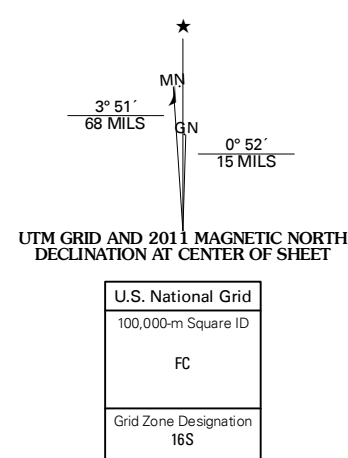 ★
MN
3° 51´
68 MILS
GN
0° 52´
15 MILS
UTM GRID AND 2011 MAGNETIC NORTH
DECLINATION AT CENTER OF SHEET
U.S. National Grid
100,000-m Square ID
FC
Grid Zone Designation
16S